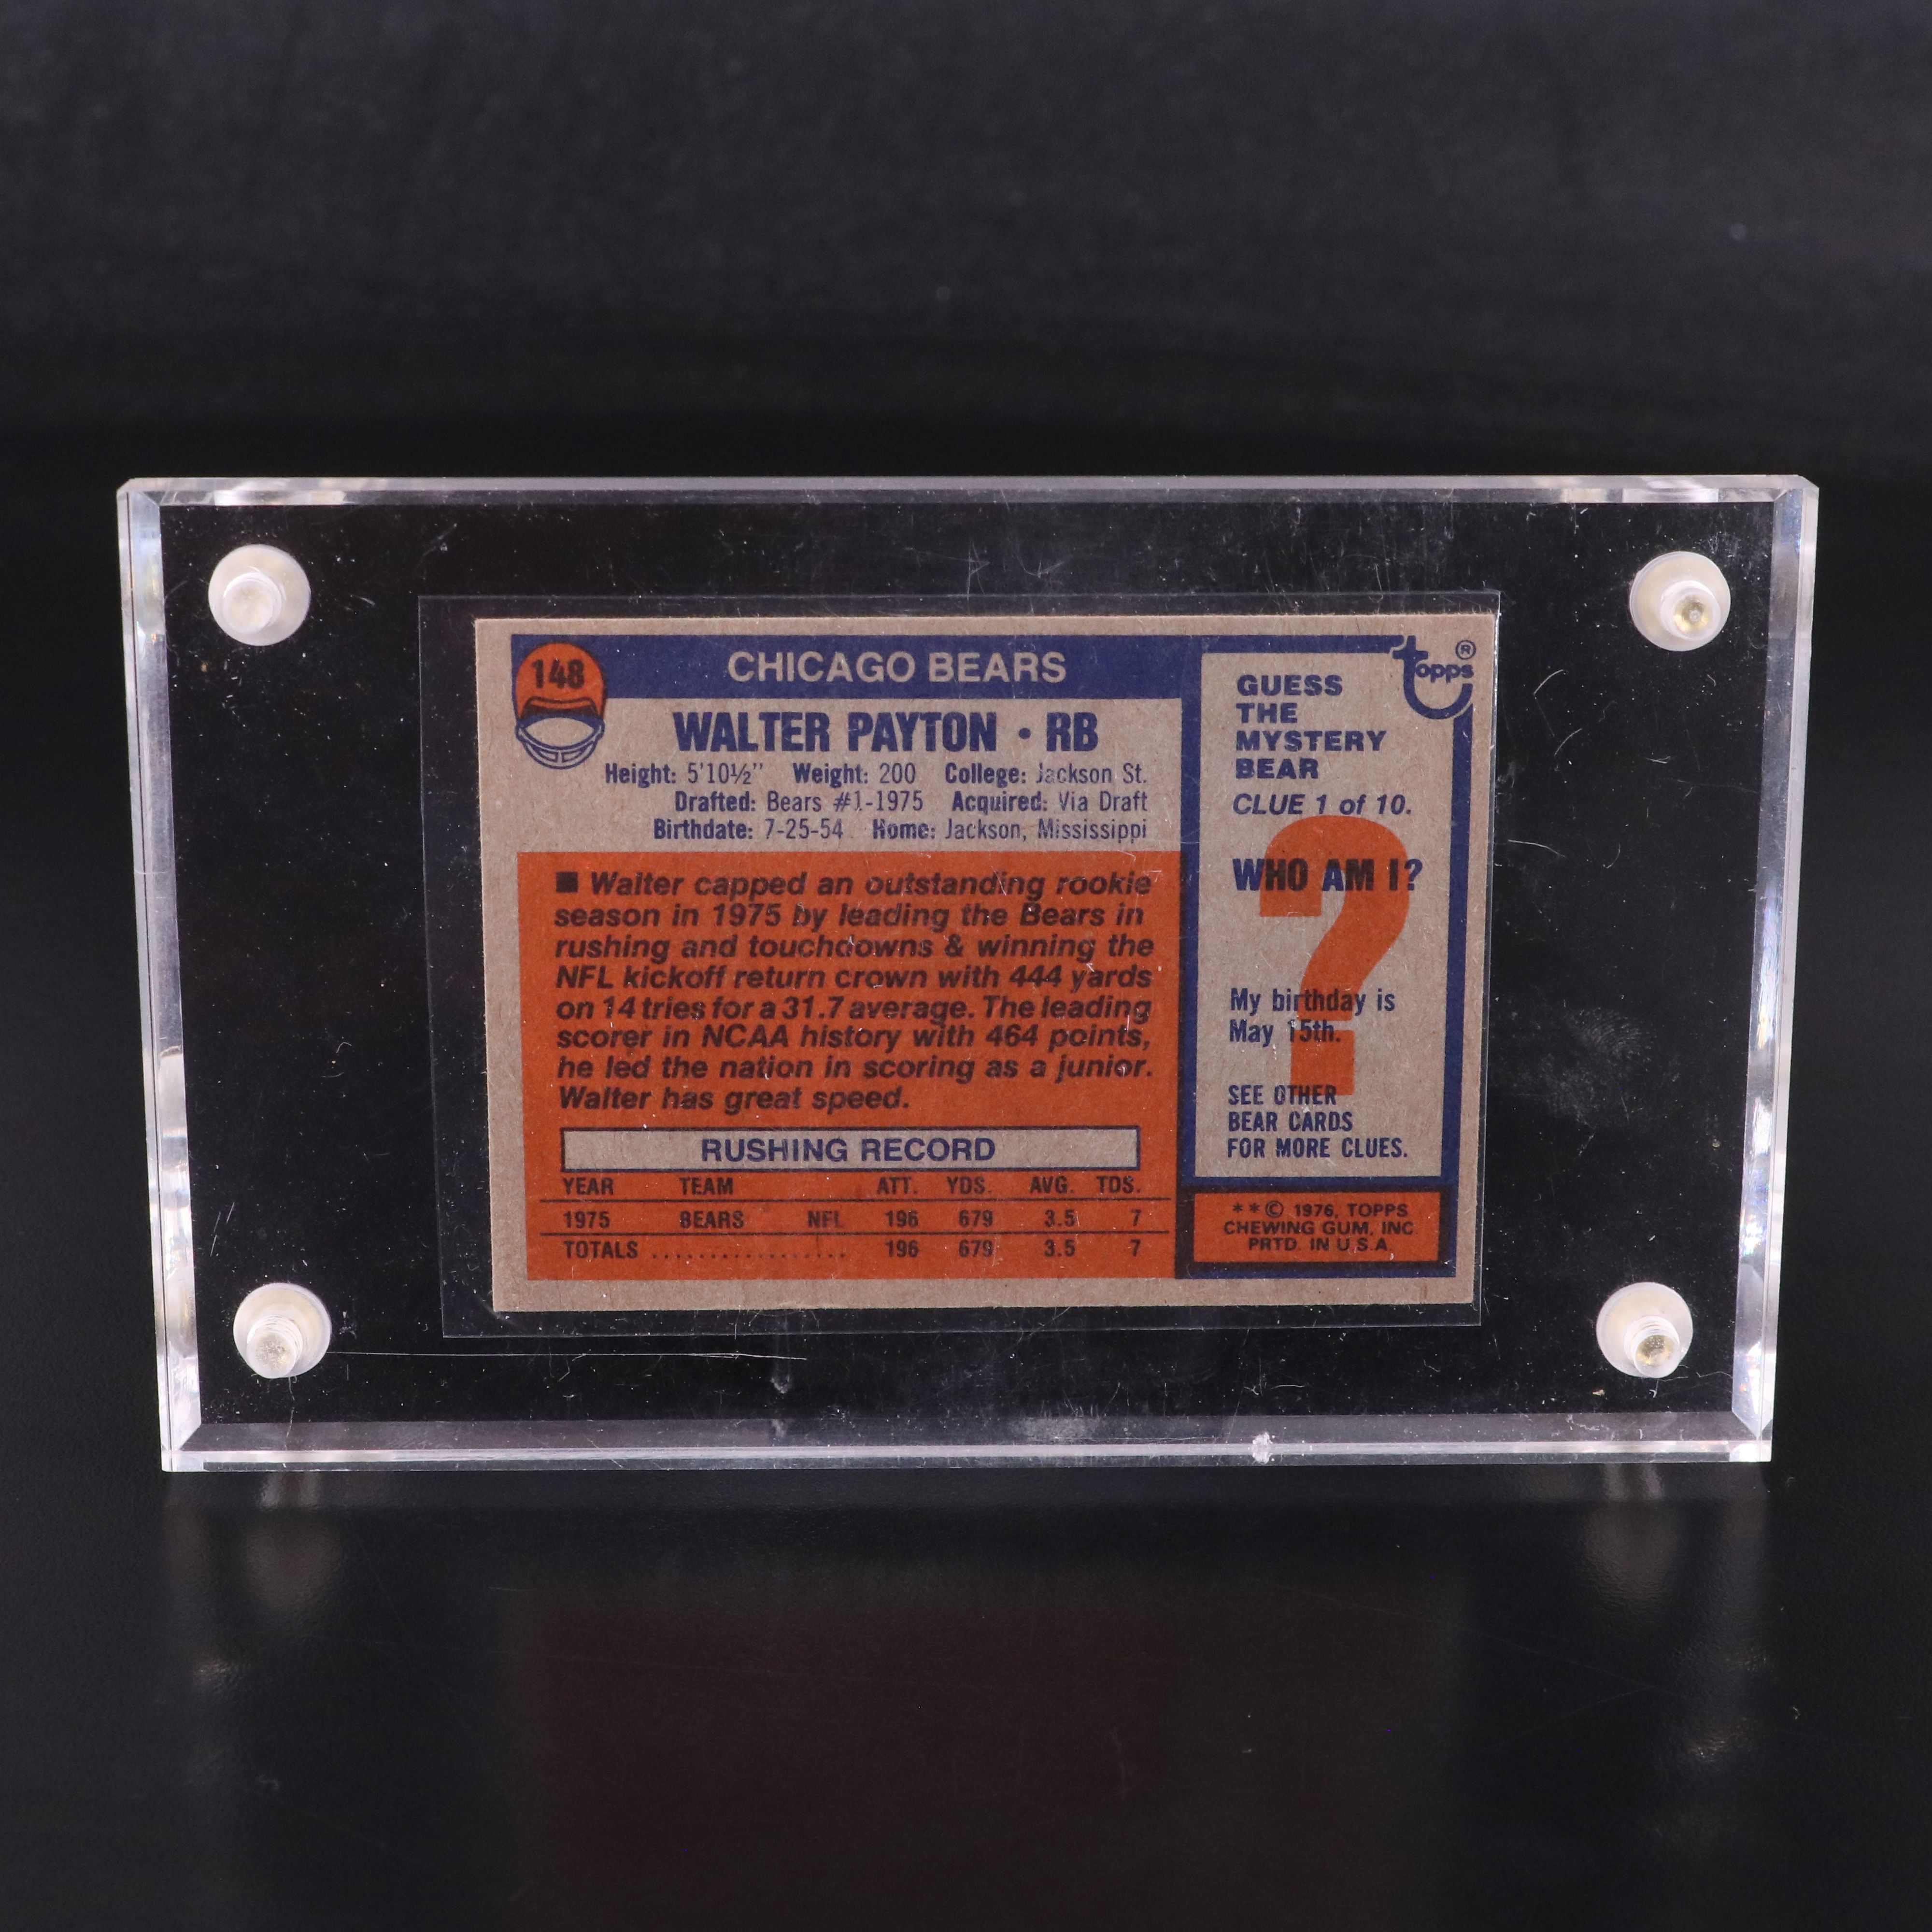 148
CHICAGO BEARS
WALTER PAYTON • RB
Height: 5'10½" Weight: 200 College: Jackson St.
Drafted: Bears #1-1975 Acquired: Via Draft
Birthdate: 7-25-54 Home: Jackson, Mississippi
■ Walter capped an outstanding rookie
season in 1975 by leading the Bears in
rushing and touchdowns & winning the
NFL kickoff return crown with 444 yards
on 14 tries for a 31.7 average. The leading
scorer in NCAA history with 464 points,
he led the nation in scoring as a junior.
Walter has great speed.
RUSHING RECORD
YEAR TEAM ATT. YDS. AVG. TDS.
1975 BEARS NFL 196 679 3.5 7
TOTALS .................. 196 679 3.5 7
topps®
GUESS
THE
MYSTERY
BEAR
CLUE 1 of 10.
WHO AM I?
?
My birthday is
May 15th.
SEE OTHER
BEAR CARDS
FOR MORE CLUES.
**© 1976, TOPPS
CHEWING GUM, INC.
PRTD. IN U.S.A.